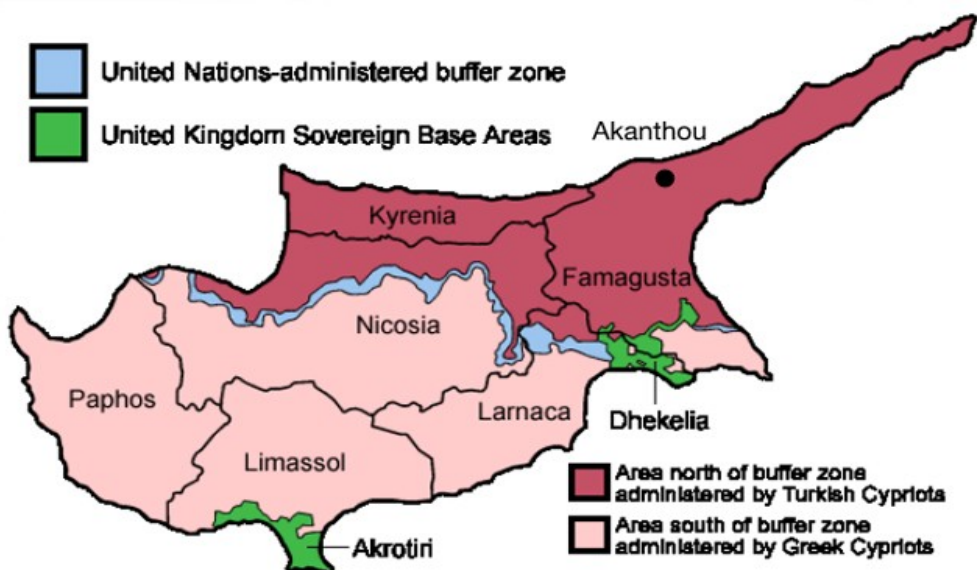 United Nations-administered buffer zone
United Kingdom Sovereign Base Areas
Akanthou
Kyrenia
Famagusta
Nicosia
Paphos
Larnaca
Dhekelia
Limassol
Area north of buffer zone
administered by Turkish Cypriots
Area south of buffer zone
administered by Greek Cypriots
Akrotiri